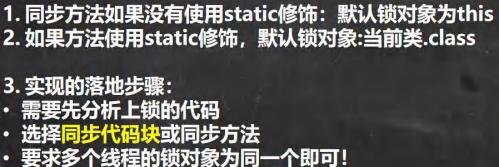 1. 同步方法如果没有使用static修饰：默认锁对象为this
2. 如果方法使用static修饰，默认锁对象:当前类.class
3. 实现的落地步骤：
• 需要先分析上锁的代码
• 选择同步代码块或同步方法
• 要求多个线程的锁对象为同一个即可！